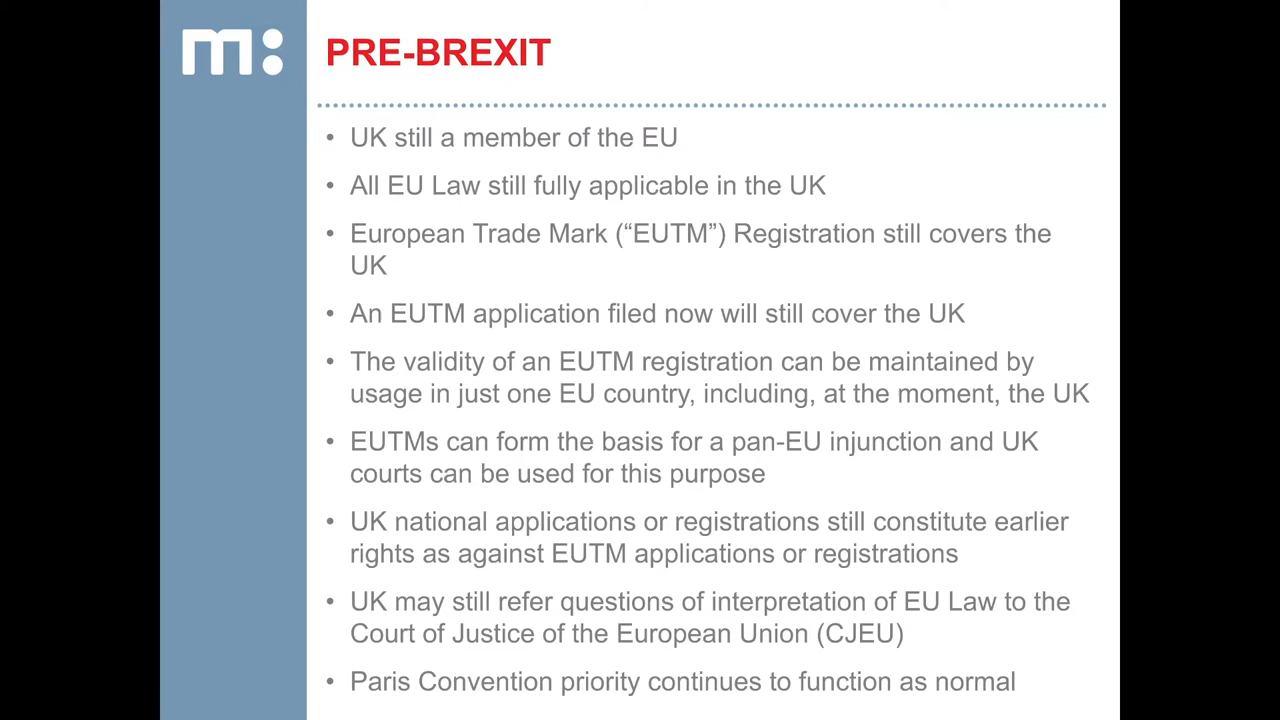 m:
PRE-BREXIT
• UK still a member of the EU
• All EU Law still fully applicable in the UK
• European Trade Mark (“EUTM”) Registration still covers the
UK
• An EUTM application filed now will still cover the UK
• The validity of an EUTM registration can be maintained by
usage in just one EU country, including, at the moment, the UK
• EUTMs can form the basis for a pan-EU injunction and UK
courts can be used for this purpose
• UK national applications or registrations still constitute earlier
rights as against EUTM applications or registrations
• UK may still refer questions of interpretation of EU Law to the
Court of Justice of the European Union (CJEU)
• Paris Convention priority continues to function as normal